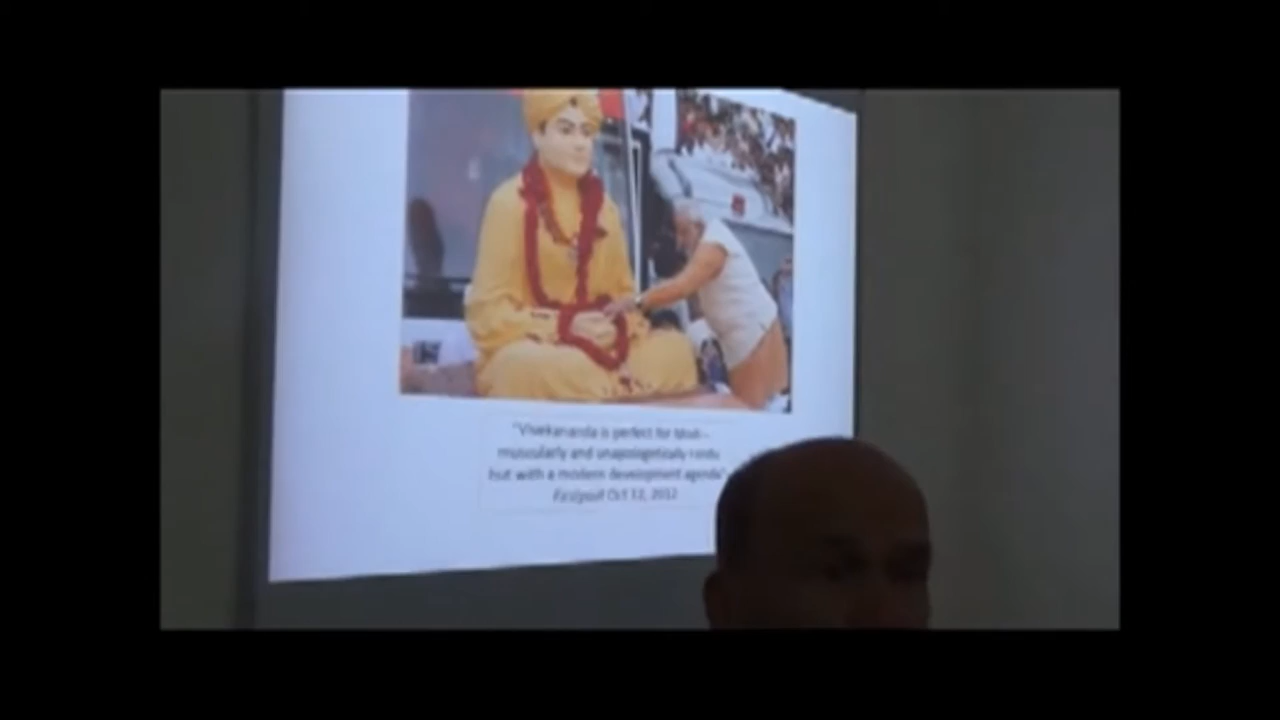 "Vivekananda is perfect for Modi–
muscularly and unapologetically
but with a modern development agenda"
Firstpost Oct 12, 2012